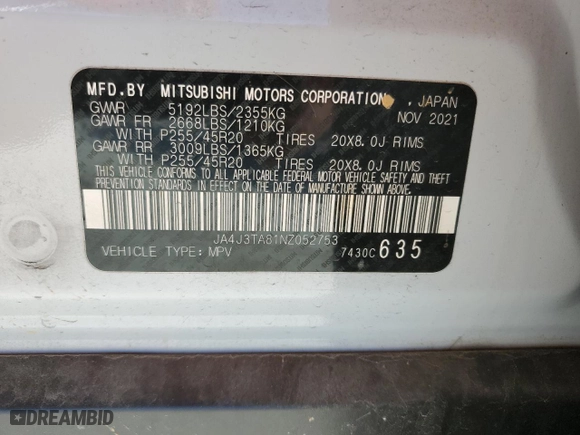 MFD.BY MITSUBISHI MOTORS CORPORATION, JAPAN
GVWR 5192LBS/2355KG NOV 2021
GAWR FR 2668LBS/1210KG
WITH P255/45R20 TIRES 20X8.0J RIMS
GAWR RR 3009LBS/1365KG
WITH P255/45R20 TIRES 20X8.0J RIMS
THIS VEHICLE CONFORMS TO ALL APPLICABLE FEDERAL MOTOR VEHICLE SAFETY AND THEFT
PREVENTION STANDARDS IN EFFECT ON THE DATE OF MANUFACTURE SHOWN ABOVE.
JA4J3TA81NZ052753
VEHICLE TYPE: MPV 7430C 635
DREAMBID